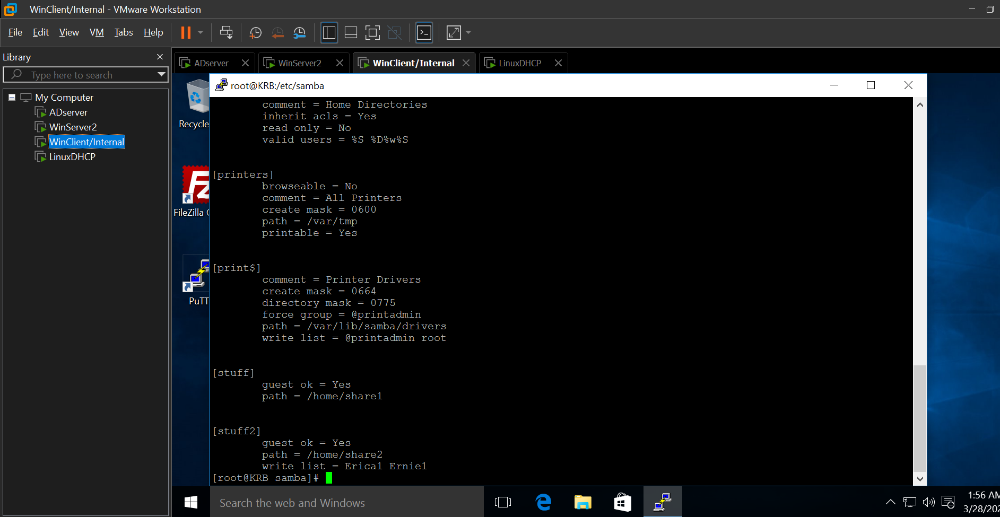 WinClient/Internal - VMware Workstation
File Edit View VM Tabs Help
Library
Type here to search
My Computer
ADserver
WinServer2
WinClient/Internal
LinuxDHCP
ADserver WinServer2 WinClient/Internal LinuxDHCP
Recycle
FileZilla
PuTT
root@KRB:/etc/samba
comment = Home Directories
inherit acls = Yes
read only = No
valid users = %S %D%w%S
[printers]
browseable = No
comment = All Printers
create mask = 0600
path = /var/tmp
printable = Yes
[print$]
comment = Printer Drivers
create mask = 0664
directory mask = 0775
force group = @printadmin
path = /var/lib/samba/drivers
write list = @printadmin root
[stuff]
guest ok = Yes
path = /home/share1
[stuff2]
guest ok = Yes
path = /home/share2
write list = Erica1 Ernie1
[root@KRB samba]#
Search the web and Windows
1:56 AM
3/28/202